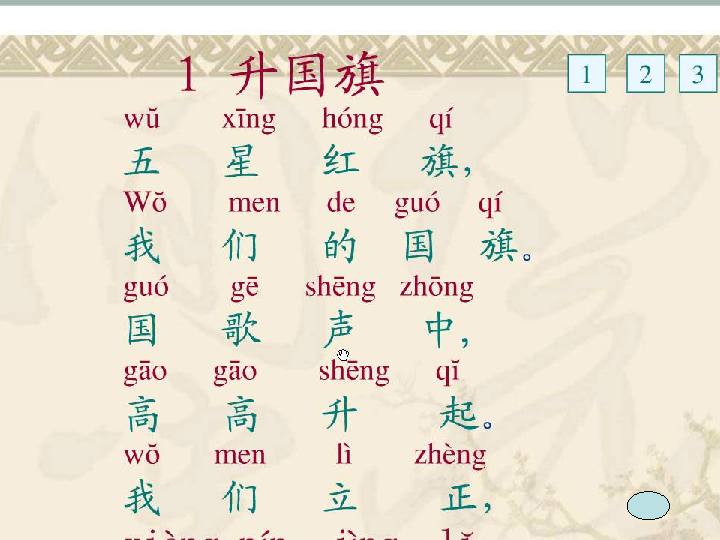 1 升国旗
1 2 3
wǔ xīng hóng qí
五 星 红 旗，
Wǒ men de guó qí
我 们 的 国 旗。
guó gē shēng zhōng
国 歌 声 中，
gāo gāo shēng qǐ
高 高 升 起。
wǒ men lì zhèng
我 们 立 正，